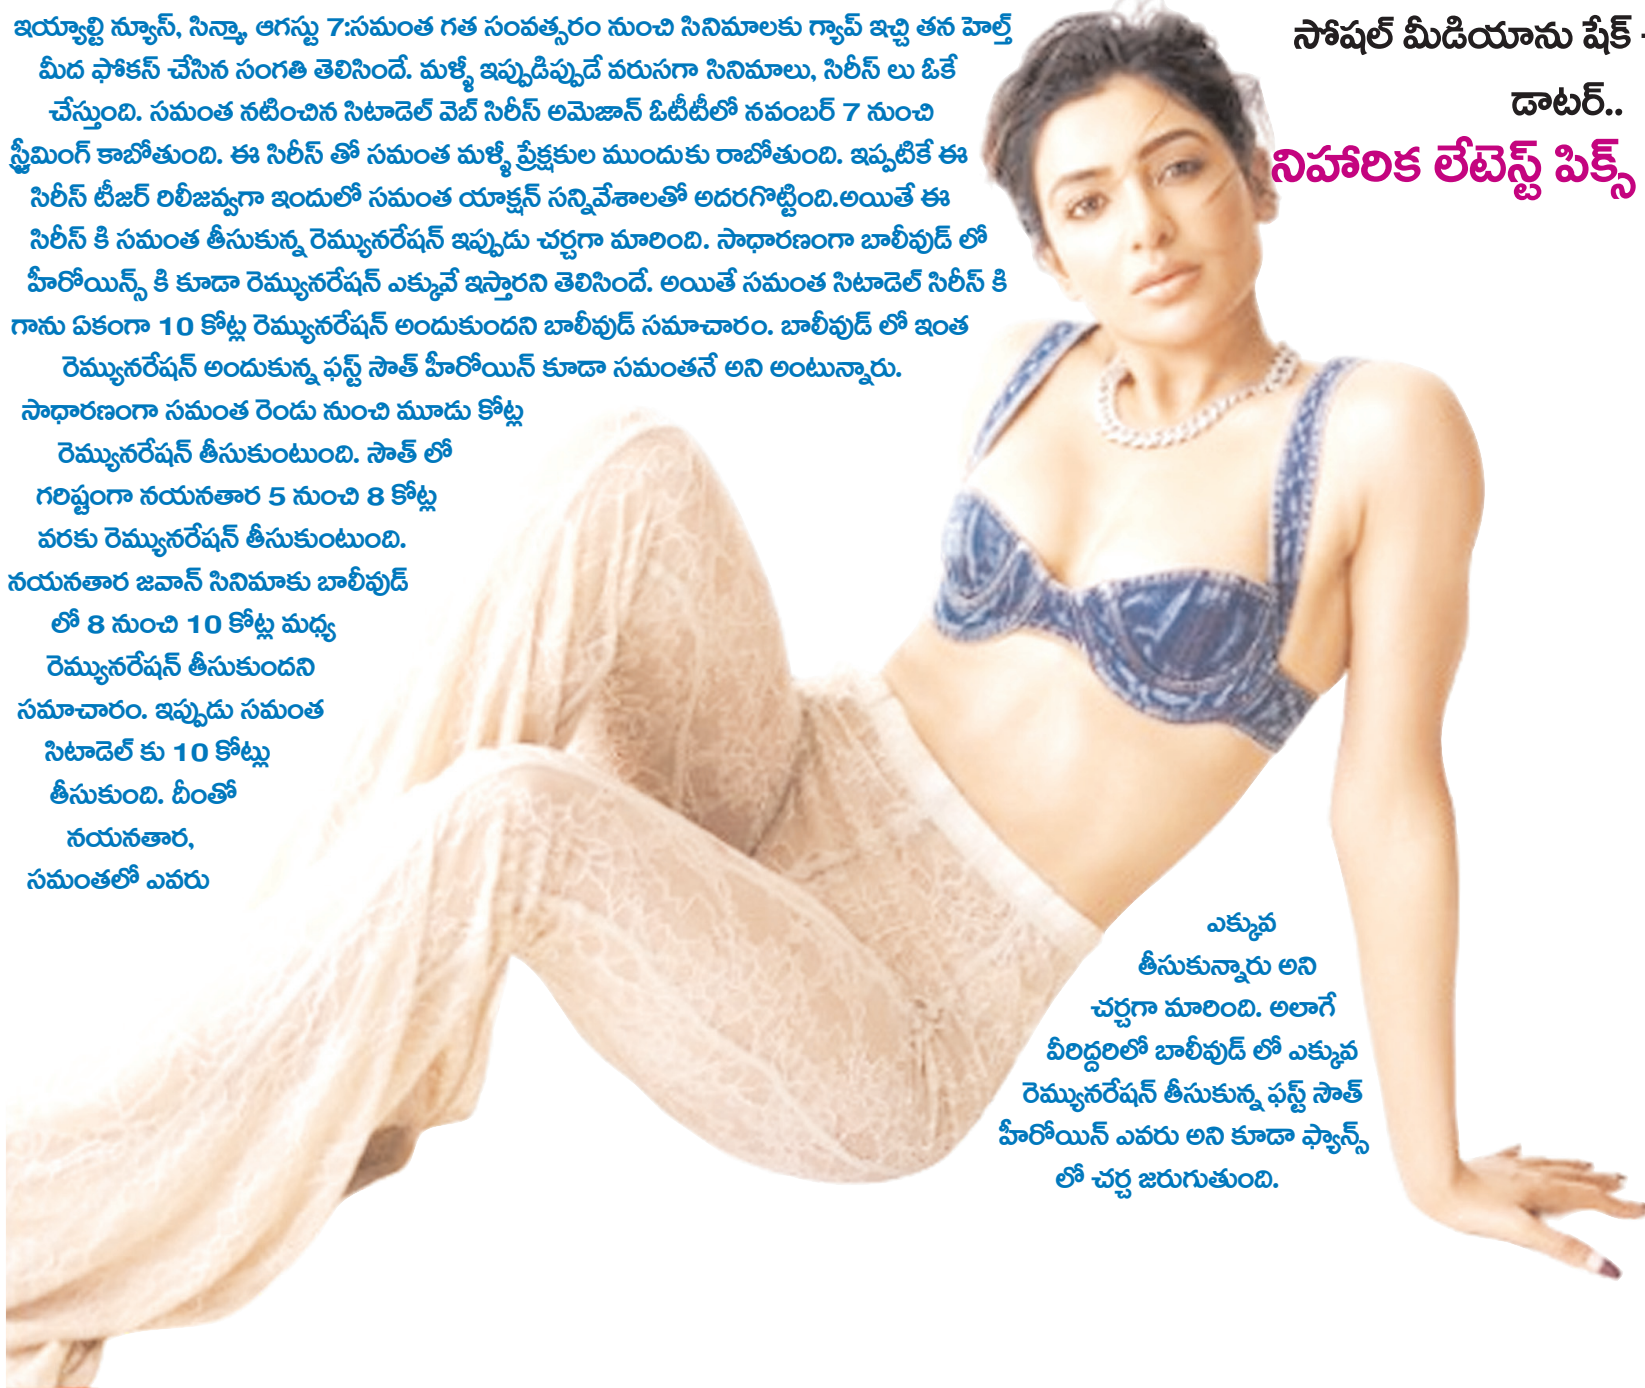 ఇయ్యాల్టి న్యూస్, సిన్మా, ఆగస్టు 7:సమంత గత సంవత్సరం నుంచి సినిమాలకు గ్యాప్ ఇచ్చి తన హెల్త్
మీద ఫోకస్ చేసిన సంగతి తెలిసిందే. మళ్ళీ ఇప్పుడిప్పుడే వరుసగా సినిమాలు, సిరీస్ లు ఓకే
చేస్తుంది. సమంత నటించిన సిటాడెల్ వెబ్ సిరీస్ అమెజాన్ ఓటీటీలో నవంబర్ 7 నుంచి
స్ట్రీమింగ్ కాబోతుంది. ఈ సిరీస్ తో సమంత మళ్ళీ ప్రేక్షకుల ముందుకు రాబోతుంది. ఇప్పటికే ఈ
సిరీస్ టీజర్ రిలీజవ్వగా ఇందులో సమంత యాక్షన్ సన్నివేశాలతో అదరగొట్టింది.అయితే ఈ
సిరీస్ కి సమంత తీసుకున్న రెమ్యునరేషన్ ఇప్పుడు చర్చగా మారింది. సాధారణంగా బాలీవుడ్ లో
హీరోయిన్స్ కి కూడా రెమ్యునరేషన్ ఎక్కువే ఇస్తారని తెలిసిందే. అయితే సమంత సిటాడెల్ సిరీస్ కి
గాను ఏకంగా 10 కోట్ల రెమ్యునరేషన్ అందుకుందని బాలీవుడ్ సమాచారం. బాలీవుడ్ లో ఇంత
రెమ్యునరేషన్ అందుకున్న ఫస్ట్ సౌత్ హీరోయిన్ కూడా సమంతనే అని అంటున్నారు.
సాధారణంగా సమంత రెండు నుంచి మూడు కోట్ల
రెమ్యునరేషన్ తీసుకుంటుంది. సౌత్ లో
గరిష్టంగా నయనతార 5 నుంచి 8 కోట్ల
వరకు రెమ్యునరేషన్ తీసుకుంటుంది.
నయనతార జవాన్ సినిమాకు బాలీవుడ్
లో 8 నుంచి 10 కోట్ల మధ్య
రెమ్యునరేషన్ తీసుకుందని
సమాచారం. ఇప్పుడు సమంత
సిటాడెల్ కు 10 కోట్లు
తీసుకుంది. దీంతో
నయనతార,
సమంతలో ఎవరు
ఎక్కువ
తీసుకున్నారు అని
చర్చగా మారింది. అలాగే
వీరిద్దరిలో బాలీవుడ్ లో ఎక్కువ
రెమ్యునరేషన్ తీసుకున్న ఫస్ట్ సౌత్
హీరోయిన్ ఎవరు అని కూడా ఫ్యాన్స్
లో చర్చ జరుగుతుంది.
సోషల్ మీడియాను షేక్
డాటర్..
నిహారిక లేటెస్ట్ పిక్స్